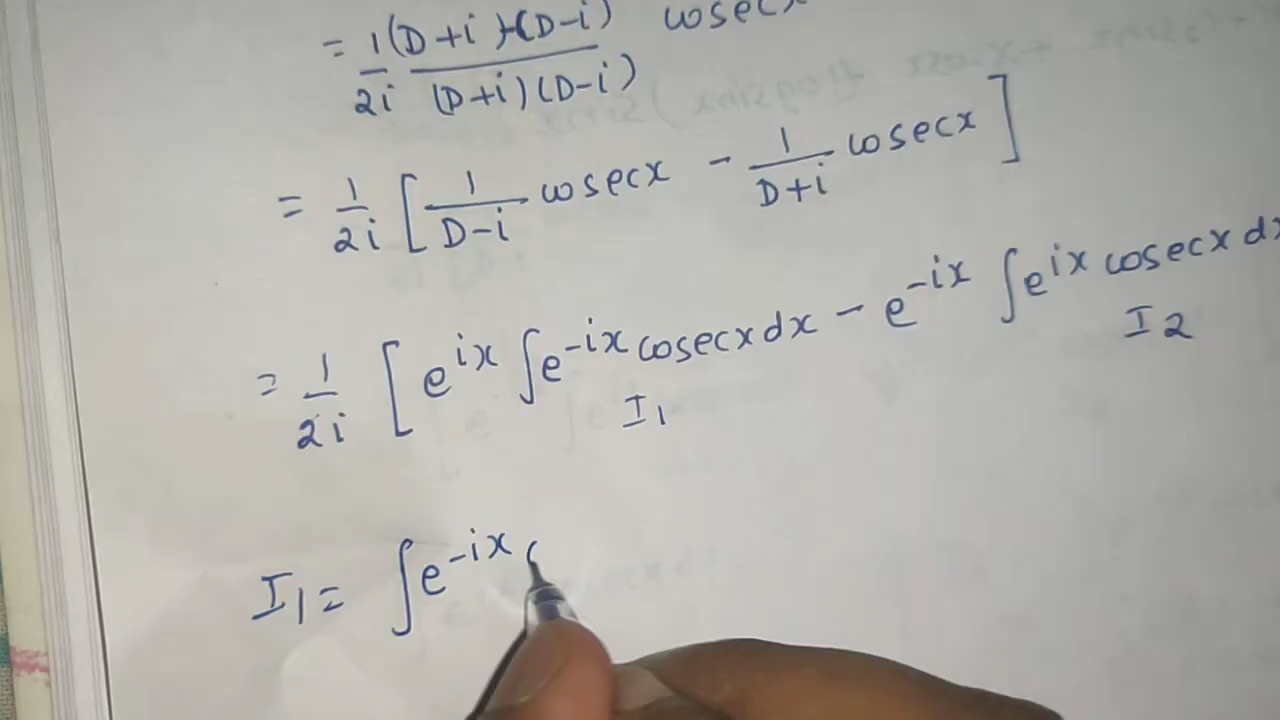 = 1/2i (D+i)-(D-i)/(D+i)(D-i) cosecx
= 1/2i [ 1/D-i cosecx - 1/D+i cosecx ]
= 1/2i [ e^ix ∫e^-ix cosecx dx - e^-ix ∫e^ix cosecx dx
I1 I2
I1 = ∫e^-ix